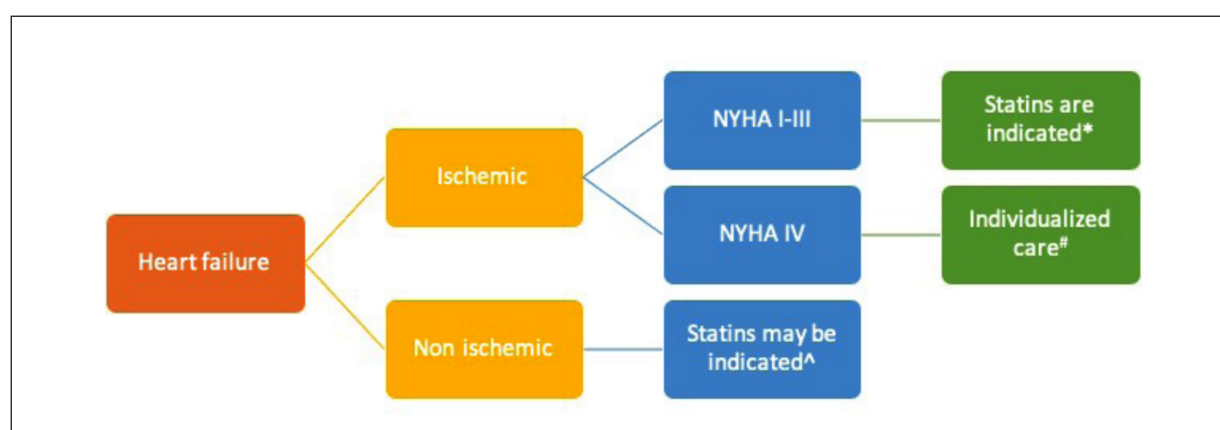 Heart failure
Ischemic
Non ischemic
NYHA I-III
NYHA IV
Statins may be
indicated^
Statins are
indicated*
Individualized
care#